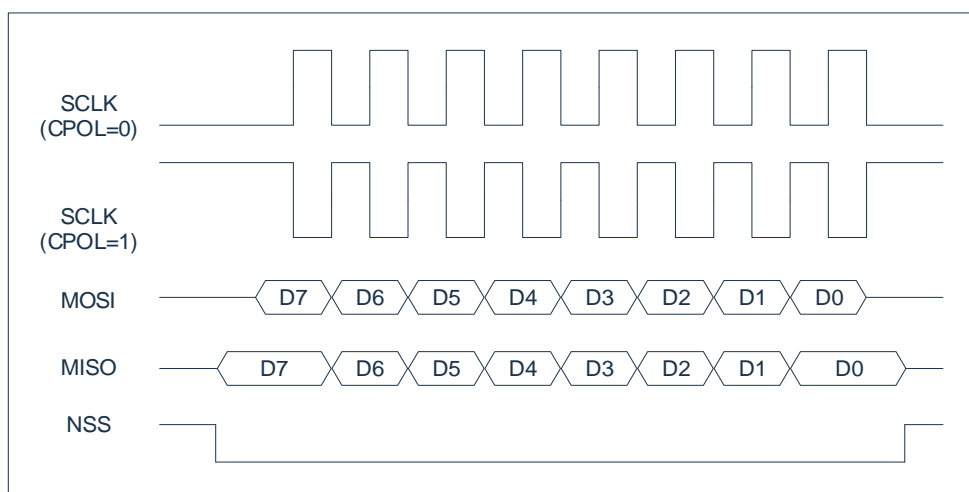 SCLK
(CPOL=0)
SCLK
(CPOL=1)
MOSI D7 D6 D5 D4 D3 D2 D1 D0
MISO D7 D6 D5 D4 D3 D2 D1 D0
NSS